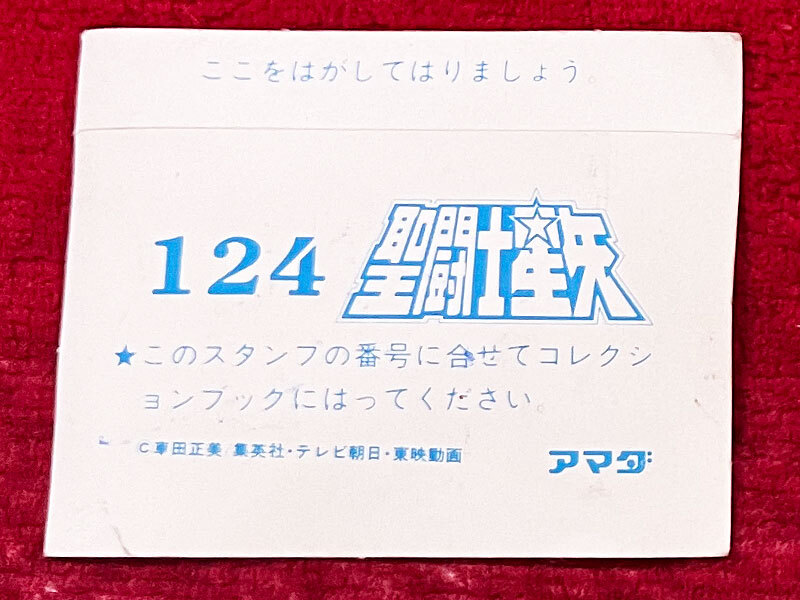 ここをはがしてはりましょう。
124 聖闘士星矢
★このスタンプの番号に合せてコレクシ
ョンブックにはってください。
C車田正美/集英社・テレビ朝日・東映動画
アマダ